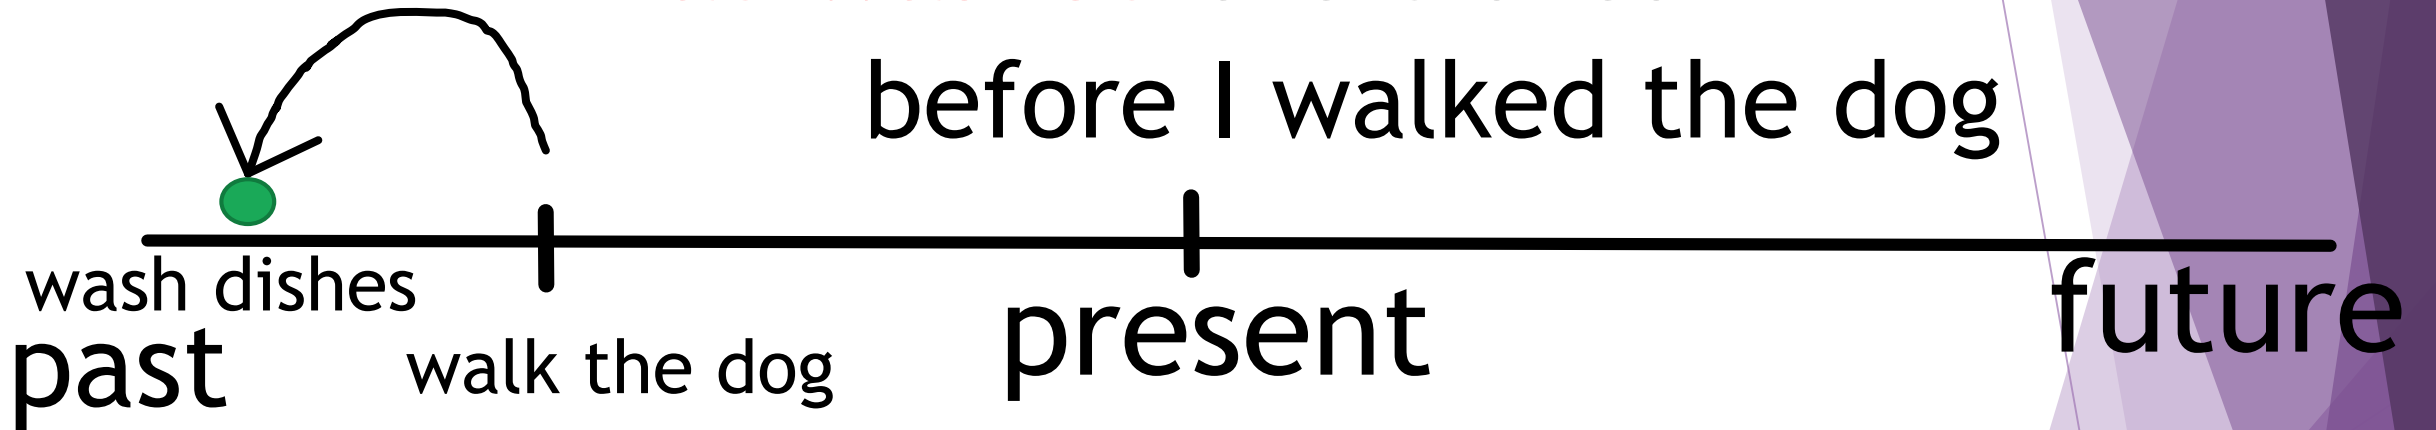 before I walked the dog
wash dishes
past
walk the dog
present
future